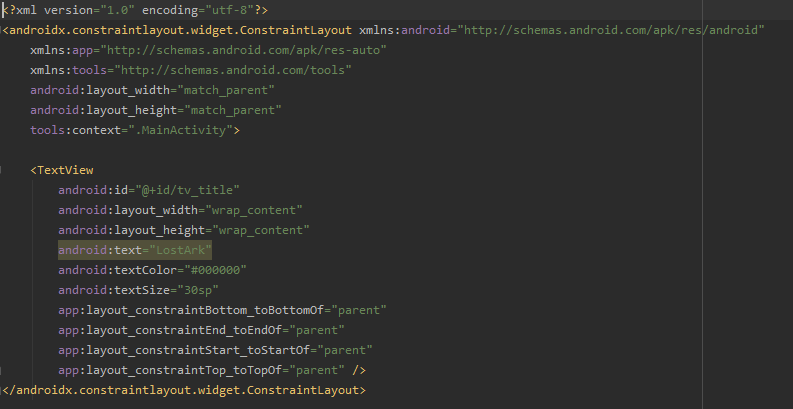 <?xml version="1.0" encoding="utf-8"?>
<androidx.constraintlayout.widget.ConstraintLayout xmlns:android="http://schemas.android.com/apk/res/android"
    xmlns:app="http://schemas.android.com/apk/res-auto"
    xmlns:tools="http://schemas.android.com/tools"
    android:layout_width="match_parent"
    android:layout_height="match_parent"
    tools:context=".MainActivity">

    <TextView
        android:id="@+id/tv_title"
        android:layout_width="wrap_content"
        android:layout_height="wrap_content"
        android:text="LostArk"
        android:textColor="#000000"
        android:textSize="30sp"
        app:layout_constraintBottom_toBottomOf="parent"
        app:layout_constraintEnd_toEndOf="parent"
        app:layout_constraintStart_toStartOf="parent"
        app:layout_constraintTop_toTopOf="parent" />
</androidx.constraintlayout.widget.ConstraintLayout>